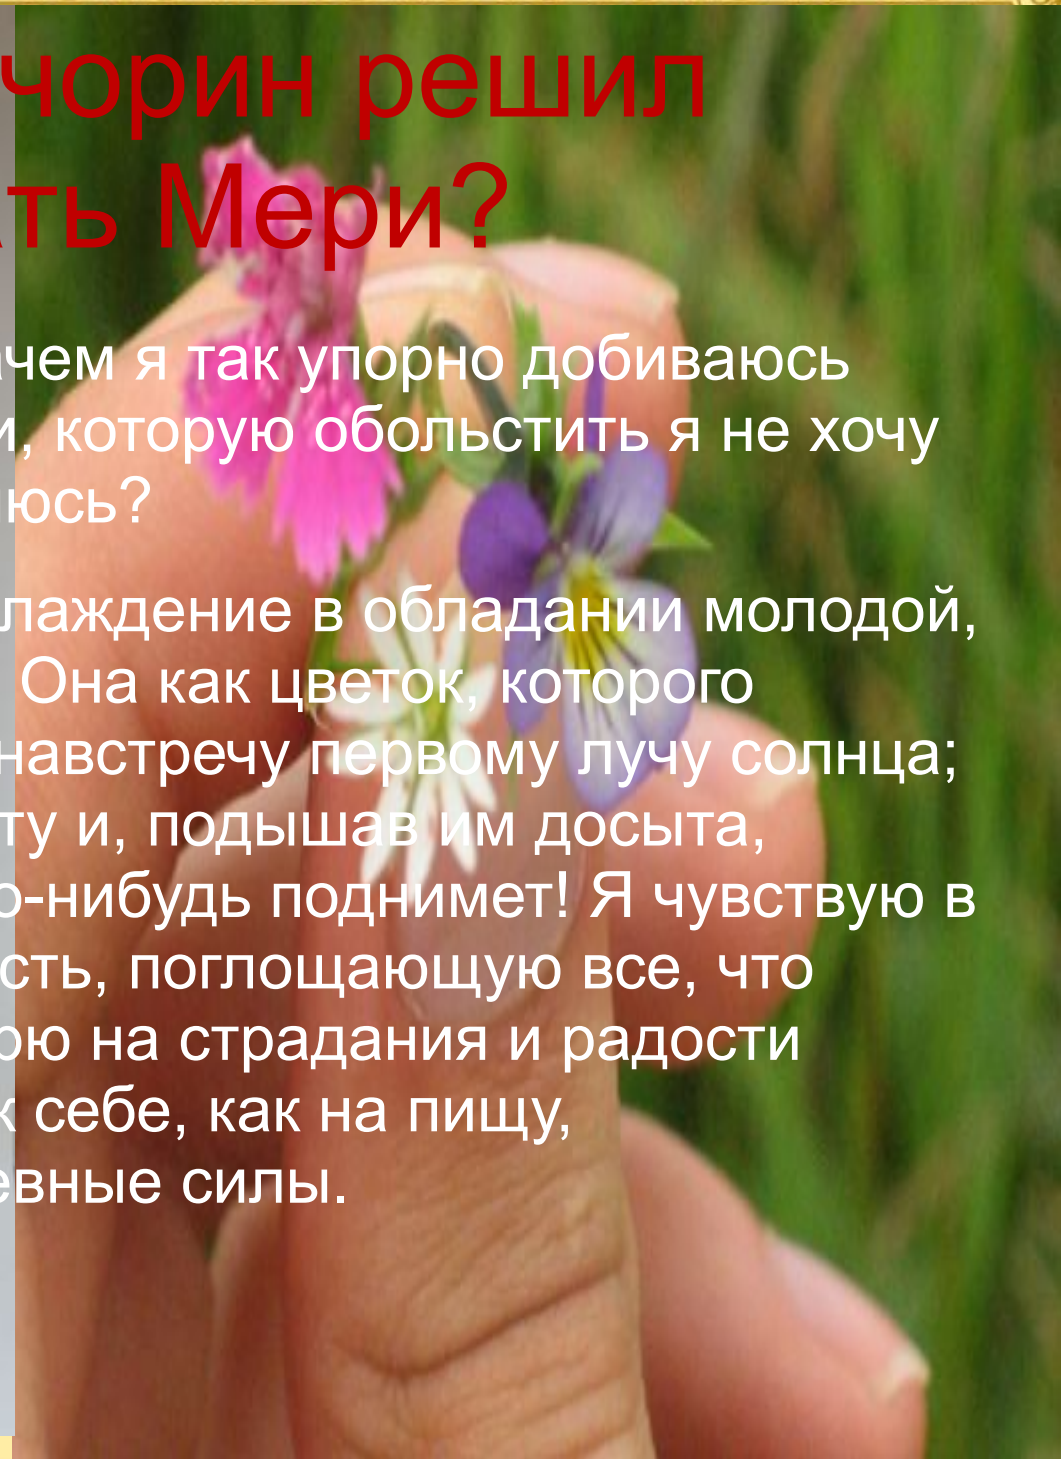 чорин решил
ть Мери?
чем я так упорно добиваюсь
, которую обольстить я не хочу
юсь?
лаждение в обладании молодой,
Она как цветок, которого
навстречу первому лучу солнца;
ту и, подышав им досыта,
о-нибудь поднимет! Я чувствую в
сть, поглощающую все, что
рю на страдания и радости
к себе, как на пищу,
евные силы.